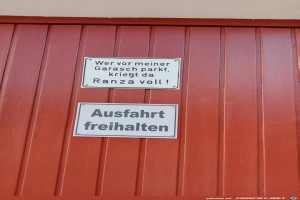 Wer vor meiner
Garasch parkt,
kriegt da
Ranza voll!
Ausfahrt
freihalten